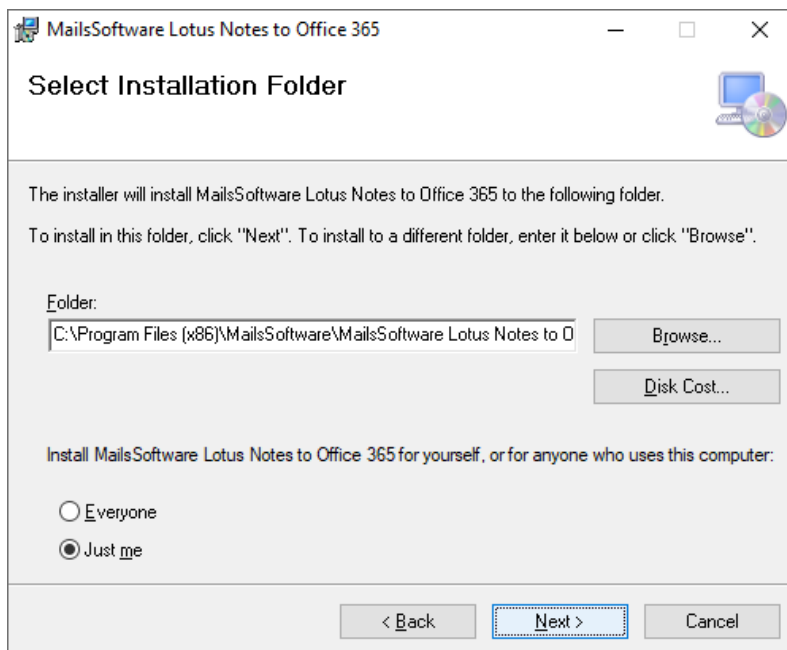 MailsSoftware Lotus Notes to Office 365
Select Installation Folder
The installer will install MailsSoftware Lotus Notes to Office 365 to the following folder.
To install in this folder, click "Next". To install to a different folder, enter it below or click "Browse".
Folder:
C:\Program Files (x86)\MailsSoftware\MailsSoftware Lotus Notes to O
Browse...
Disk Cost...
Install MailsSoftware Lotus Notes to Office 365 for yourself, or for anyone who uses this computer:
Everyone
Just me
< Back Next > Cancel